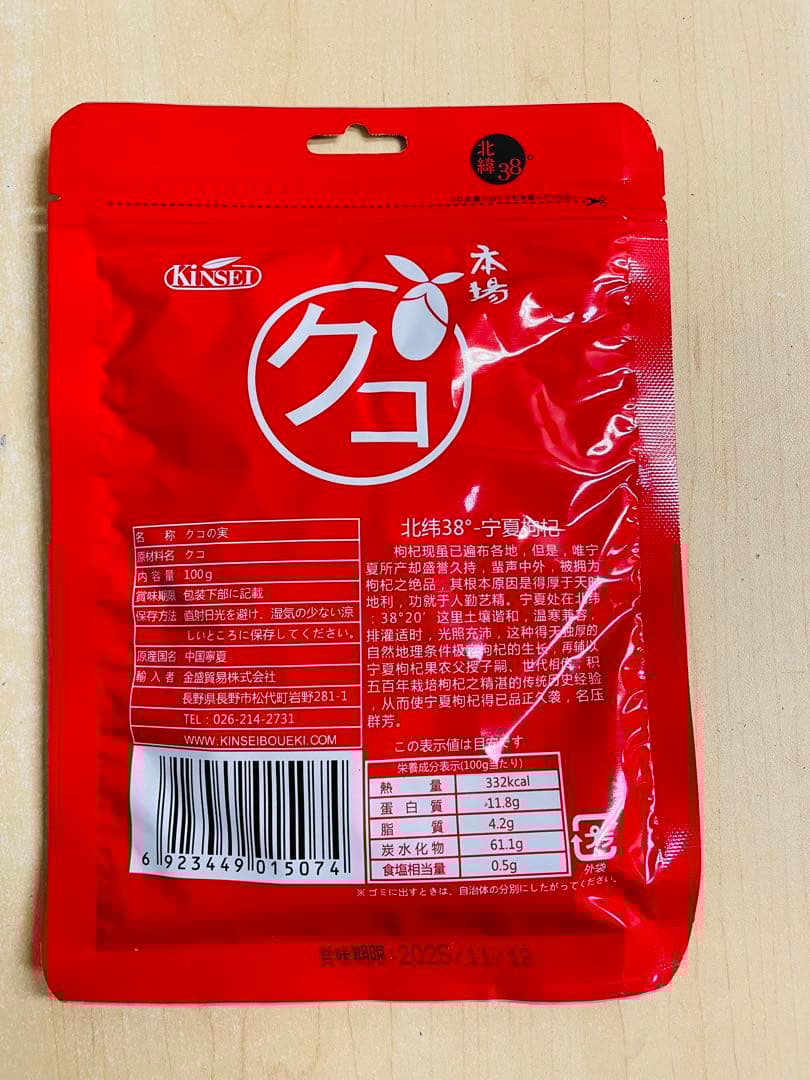 北
緯38°
KiNSEI
本場
クコ
名 称 クコの実
原材料名 クコ
内容量 100g
賞味期限 包装下部に記載
保存方法 直射日光を避け、湿気の少ない涼
しいところに保存してください。
原産国名 中国寧夏
輸入者 金盛貿易株式会社
長野県長野市松代町岩野281-1
TEL：026-214-2731
WWW.KINSEIBOUEKI.COM
北纬38°-宁夏枸杞
枸杞现虽已遍布各地，但是，唯宁
夏所产却盛誉久持，蜚声中外，被拥为
枸杞之绝品，其根本原因是得厚于天时
地利，功就于人勤艺精。宁夏处在北纬
：38°20′ 这里土壤谐和，温寒兼容，
排灌适时，光照充沛，这种得天独厚的
自然地理条件极 枸杞的生长，再辅以
宁夏枸杞果农父授子嗣、世代相传，积
五百年栽培枸杞之精湛的传统历史经验
，从而使宁夏枸杞得已品正久袭，名压
群芳。
この表示値は目安です
栄養成分表示(100g当たり)
熱量 332kcal
蛋白質 11.8g
脂質 4.2g
炭水化物 61.1g
食塩相当量 0.5g
外袋
※ゴミに出すときは、自治体の分別にしたがってください。
6 923449 015074
賞味期限：2025/11/13